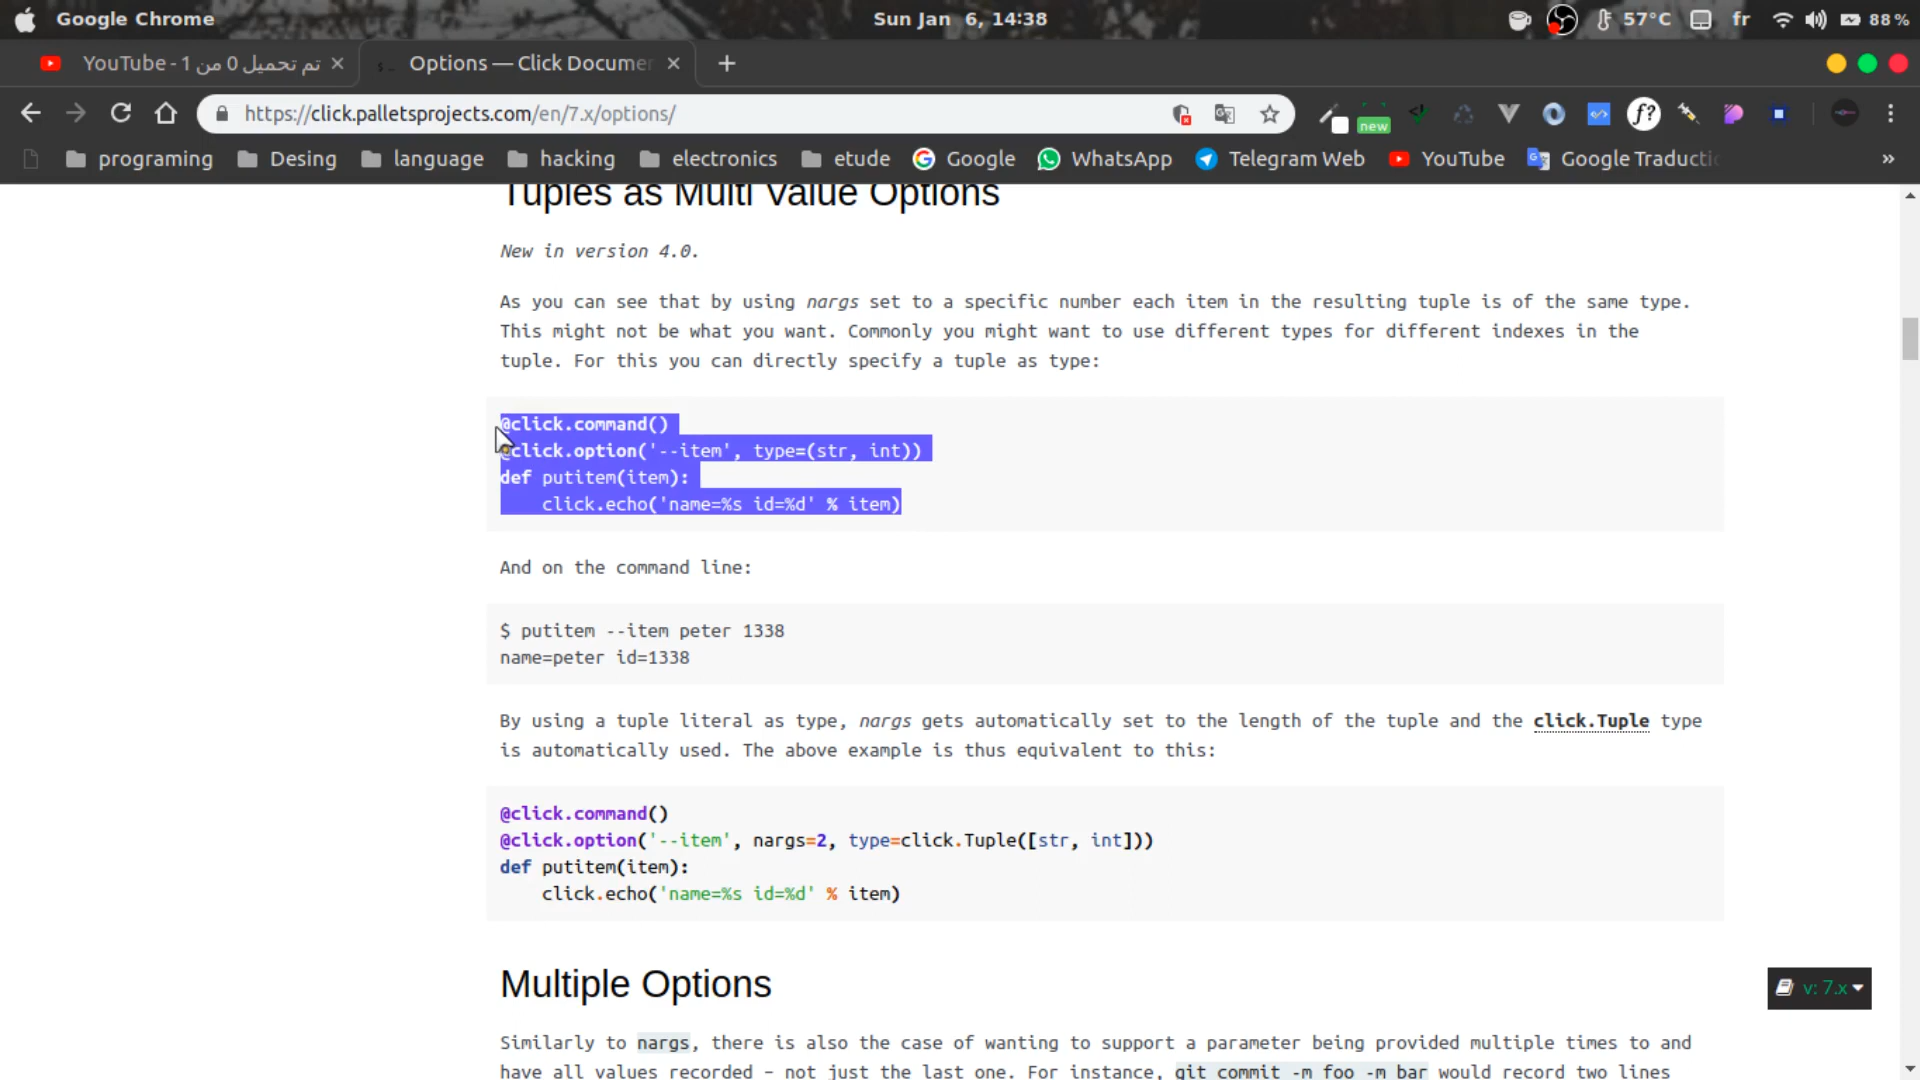 Google Chrome
Sun Jan 6, 14:38
57°C
fr
88%
YouTube - تم تحميل 0 من 1
Options — Click Documen
https://click.palletsprojects.com/en/7.x/options/
f?
new
programing
Desing
language
hacking
electronics
etude
Google
WhatsApp
Telegram Web
YouTube
Google Traductio
»
Tuples as Multi Value Options
New in version 4.0.
As you can see that by using nargs set to a specific number each item in the resulting tuple is of the same type.
This might not be what you want. Commonly you might want to use different types for different indexes in the
tuple. For this you can directly specify a tuple as type:
@click.command()
@click.option('--item', type=(str, int))
def putitem(item):
click.echo('name=%s id=%d' % item)
And on the command line:
$ putitem --item peter 1338
name=peter id=1338
By using a tuple literal as type, nargs gets automatically set to the length of the tuple and the click.Tuple type
is automatically used. The above example is thus equivalent to this:
@click.command()
@click.option('--item', nargs=2, type=click.Tuple([str, int]))
def putitem(item):
click.echo('name=%s id=%d' % item)
Multiple Options
v: 7.x
Similarly to nargs, there is also the case of wanting to support a parameter being provided multiple times to and
have all values recorded – not just the last one. For instance, git commit -m foo -m bar would record two lines